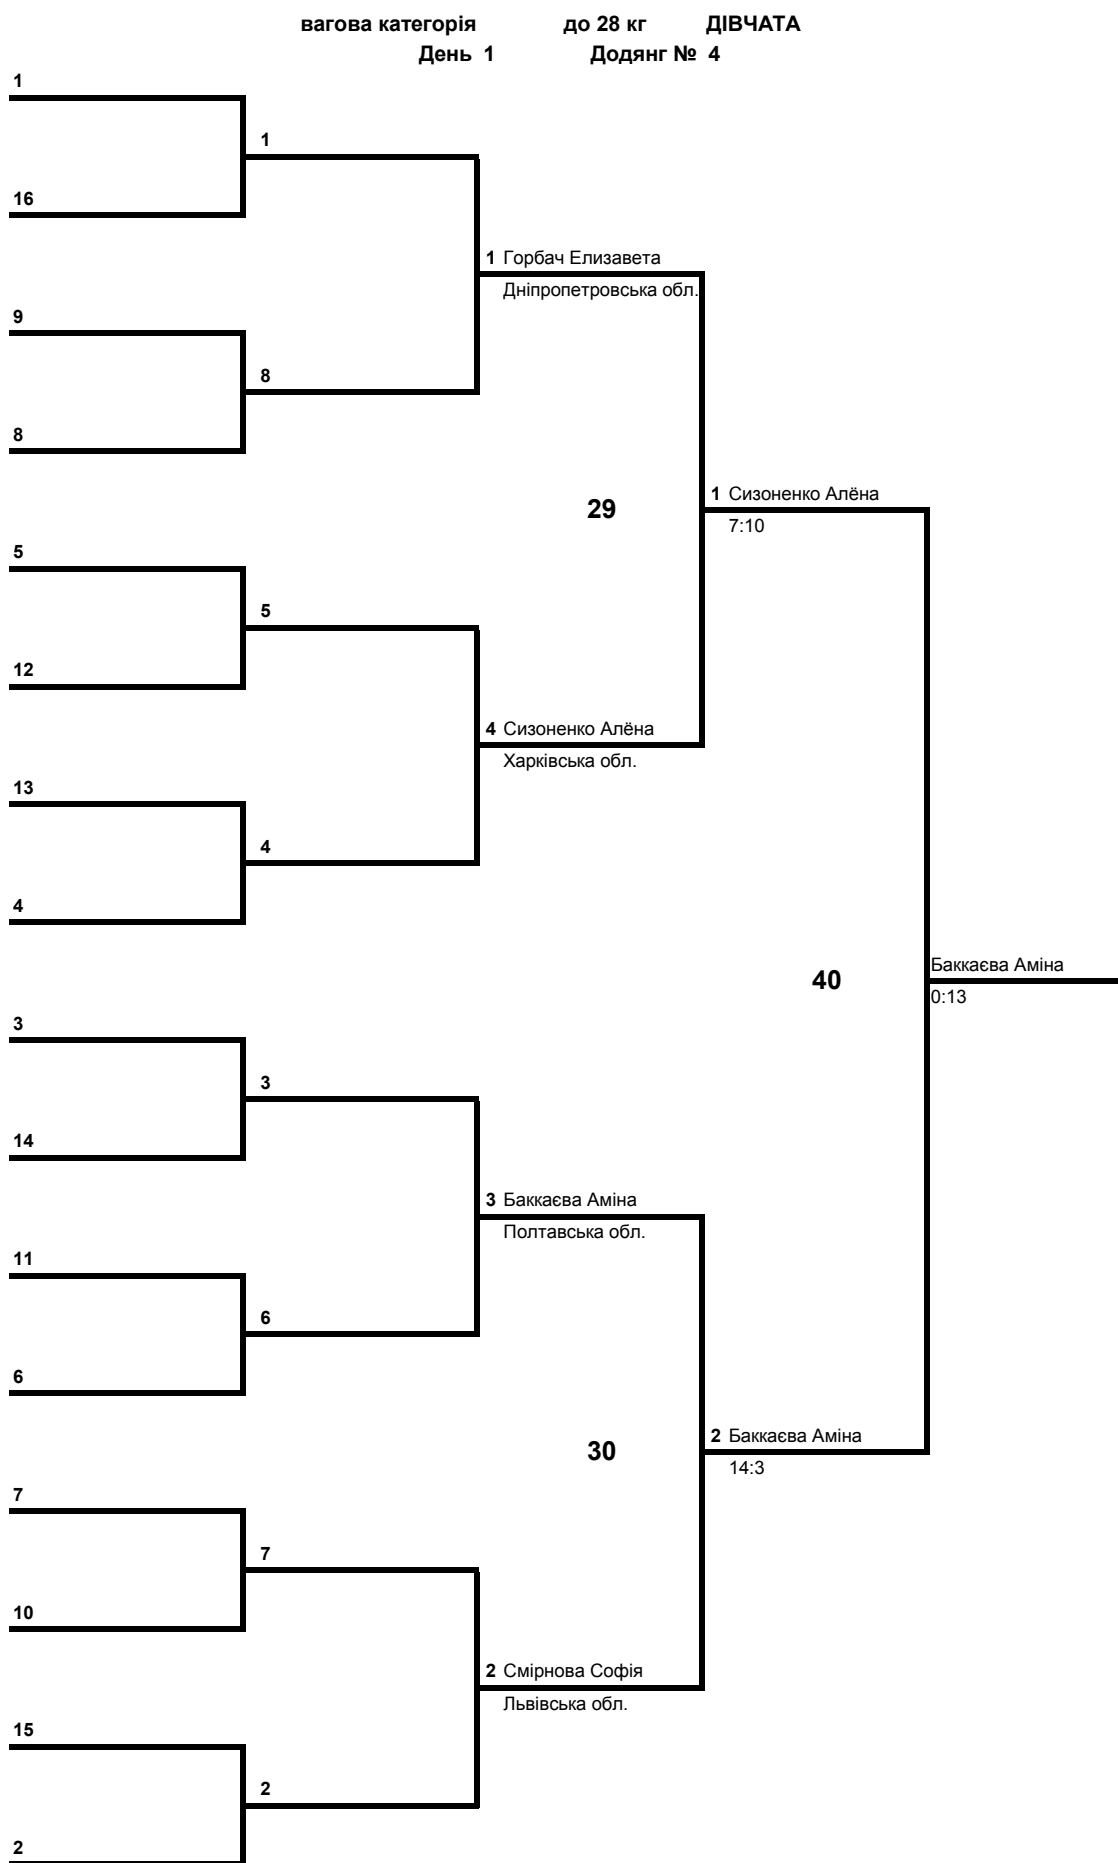 вагова категорія до 28 кг ДІВЧАТА
День 1 Додянг № 4
1
1
16
1 Горбач Елизавета
Дніпропетровська обл.
9
8
8
29
1 Сизоненко Алёна
7:10
5
5
12
4 Сизоненко Алёна
Харківська обл.
13
4
4
40
Баккаєва Аміна
0:13
3
3
14
3 Баккаєва Аміна
Полтавська обл.
11
6
6
30
2 Баккаєва Аміна
14:3
7
7
10
2 Смірнова Софія
Львівська обл.
15
2
2